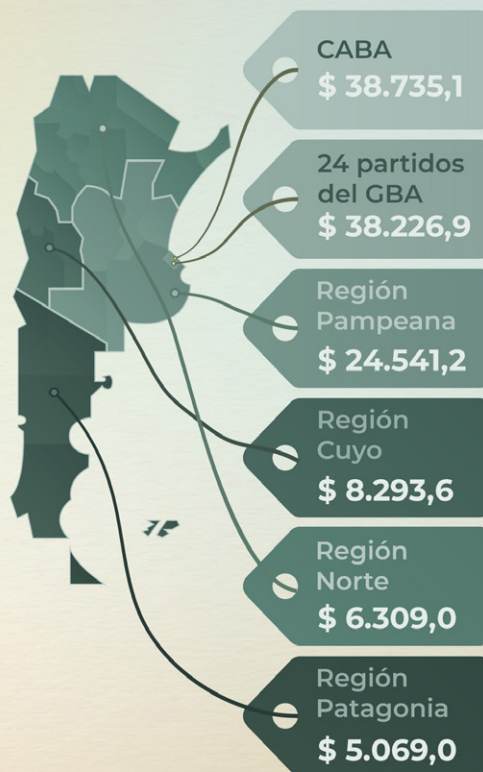 CABA
$ 38.735,1
24 partidos
del GBA
$ 38.226,9
Región
Pampeana
$ 24.541,2
Región
Cuyo
$ 8.293,6
Región
Norte
$ 6.309,0
Región
Patagonia
$ 5.069,0